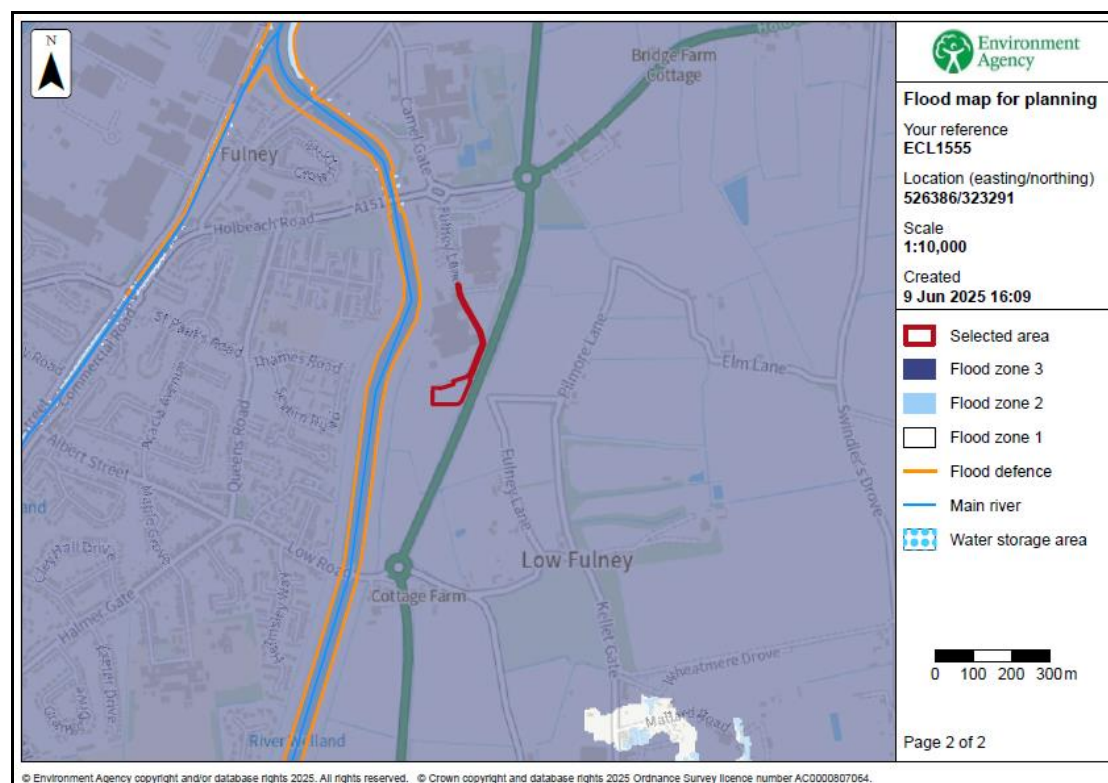 N
Bridge Farm
Cottage
Camel Gate
Fulney
Crown
Holbeach Road
A151
Fulney Lane
St Paul's Road
Commercial Road
Thames Road
Severn Road
Acacia Avenue
Queens Road
Albert Street
Pilmore Lane
Elm Lane
Swindler's Drove
Fulney Lane
Low Fulney
Low Road
Cottage Farm
Halmer Gate
Kellet Gate
Wheatmere Drove
Mallard Road
River Welland
Environment
Agency
Flood map for planning
Your reference
ECL1555
Location (easting/northing)
526386/323291
Scale
1:10,000
Created
9 Jun 2025 16:09
Selected area
Flood zone 3
Flood zone 2
Flood zone 1
Flood defence
Main river
Water storage area
0 100 200 300m
Page 2 of 2
© Environment Agency copyright and/or database rights 2025. All rights reserved. © Crown copyright and database rights 2025 Ordnance Survey licence number AC0000807064.